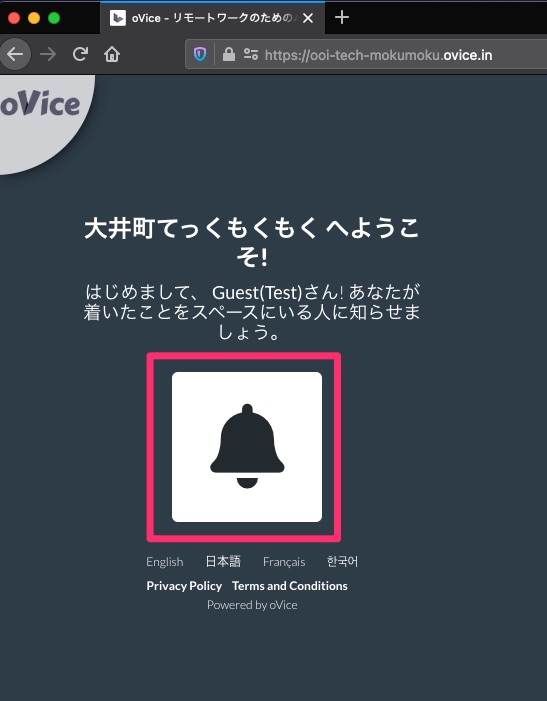 oVice - リモートワークのための
https://ooi-tech-mokumoku.ovice.in
oVice
大井町てっくもくもく へようこ
そ!
はじめまして、 Guest(Test)さん! あなたが
着いたことをスペースにいる人に知らせま
しょう。
English 日本語 Français 한국어
Privacy Policy Terms and Conditions
Powered by oVice